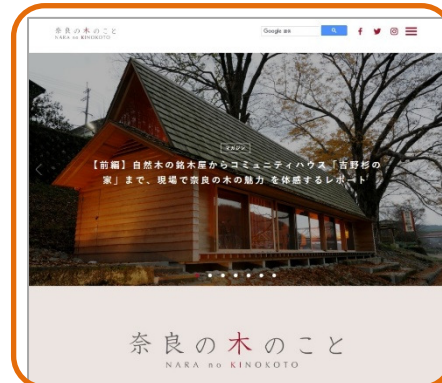 奈良の木のこと
NARA no KINOKOTO
Google 検索
マガジン
【前編】自然木の銘木屋からコミュニティハウス「吉野杉の
家」まで、現場で奈良の木の魅力 を体感するレポート
奈良の木のこと
NARA no KINOKOTO